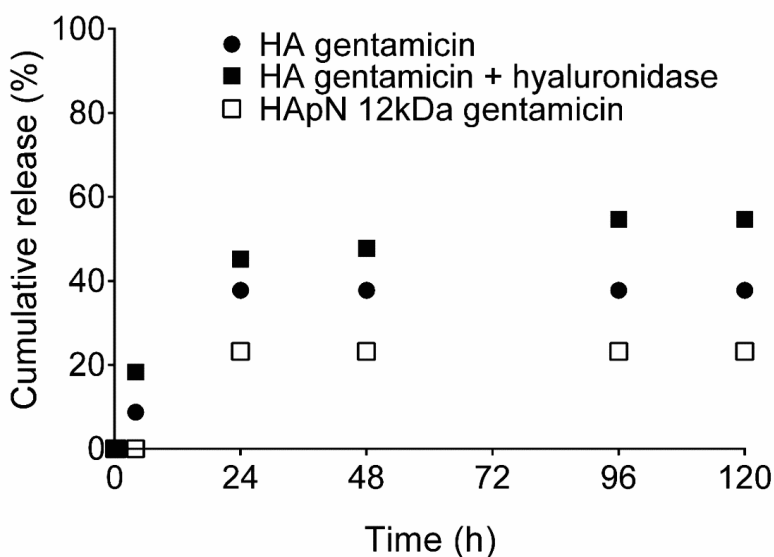 100
80
60
40
20
0
Cumulative release (%)
HA gentamicin
HA gentamicin + hyaluronidase
HApN 12kDa gentamicin
0 24 48 72 96 120
Time (h)